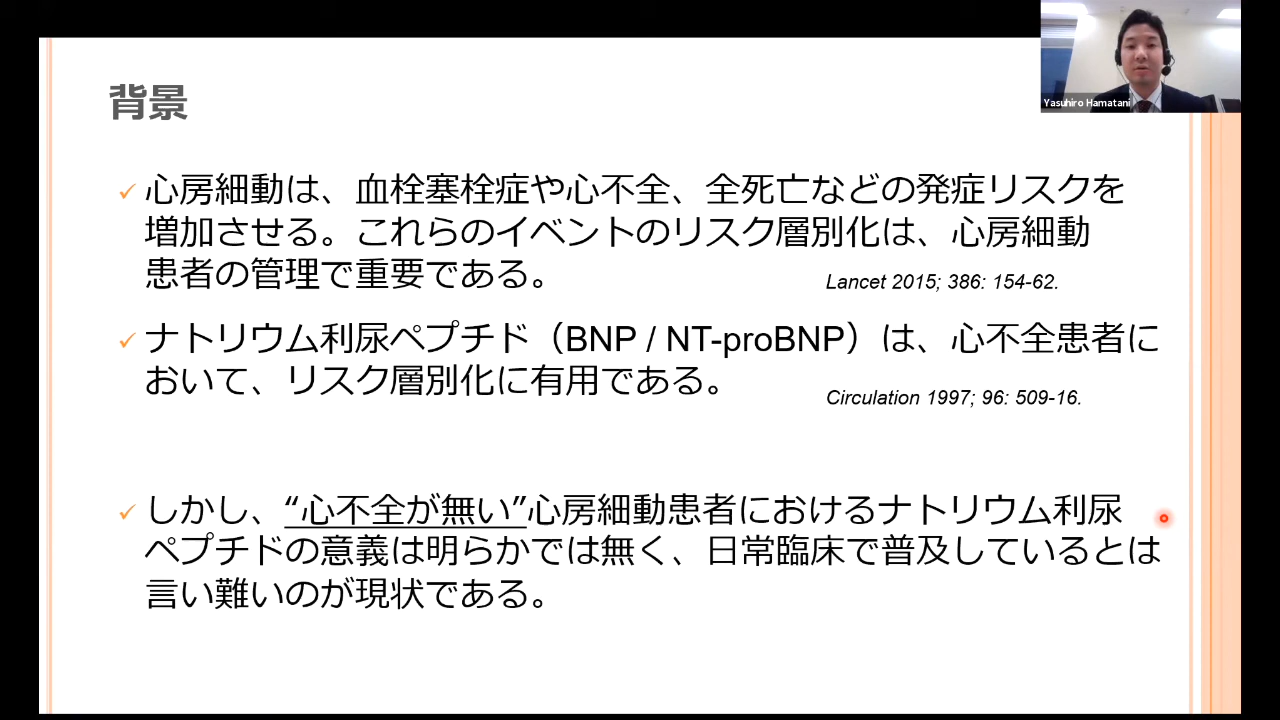 Yasuhiro Hamatani
背景
✓ 心房細動は、血栓塞栓症や心不全、全死亡などの発症リスクを
増加させる。これらのイベントのリスク層別化は、心房細動
患者の管理で重要である。
Lancet 2015; 386: 154-62.
✓ ナトリウム利尿ペプチド（BNP / NT-proBNP）は、心不全患者に
おいて、リスク層別化に有用である。
Circulation 1997; 96: 509-16.
✓ しかし、“心不全が無い”心房細動患者におけるナトリウム利尿
ペプチドの意義は明らかでは無く、日常臨床で普及しているとは
言い難いのが現状である。